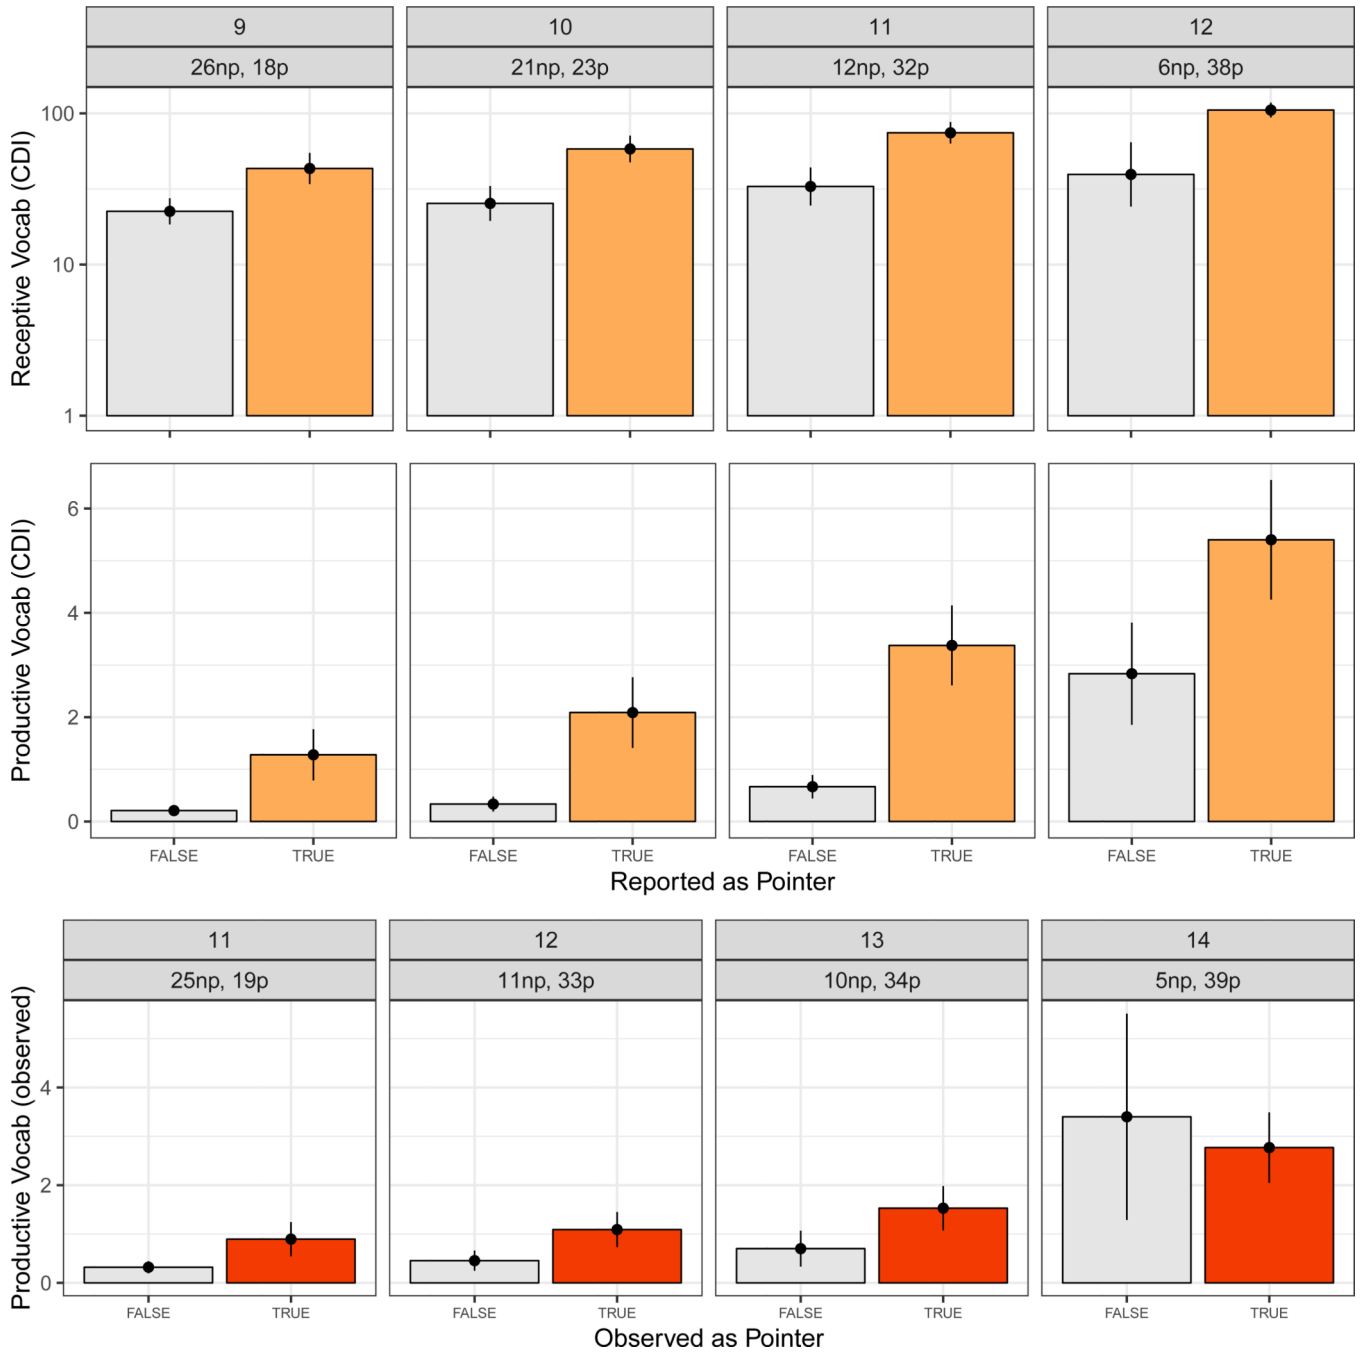 9 10 11 12
26np, 18p 21np, 23p 12np, 32p 6np, 38p
Receptive Vocab (CDI)
100
10
1
Productive Vocab (CDI)
6
4
2
0
FALSE TRUE FALSE TRUE FALSE TRUE FALSE TRUE
Reported as Pointer
11 12 13 14
25np, 19p 11np, 33p 10np, 34p 5np, 39p
Productive Vocab (observed)
4
2
0
FALSE TRUE FALSE TRUE FALSE TRUE FALSE TRUE
Observed as Pointer